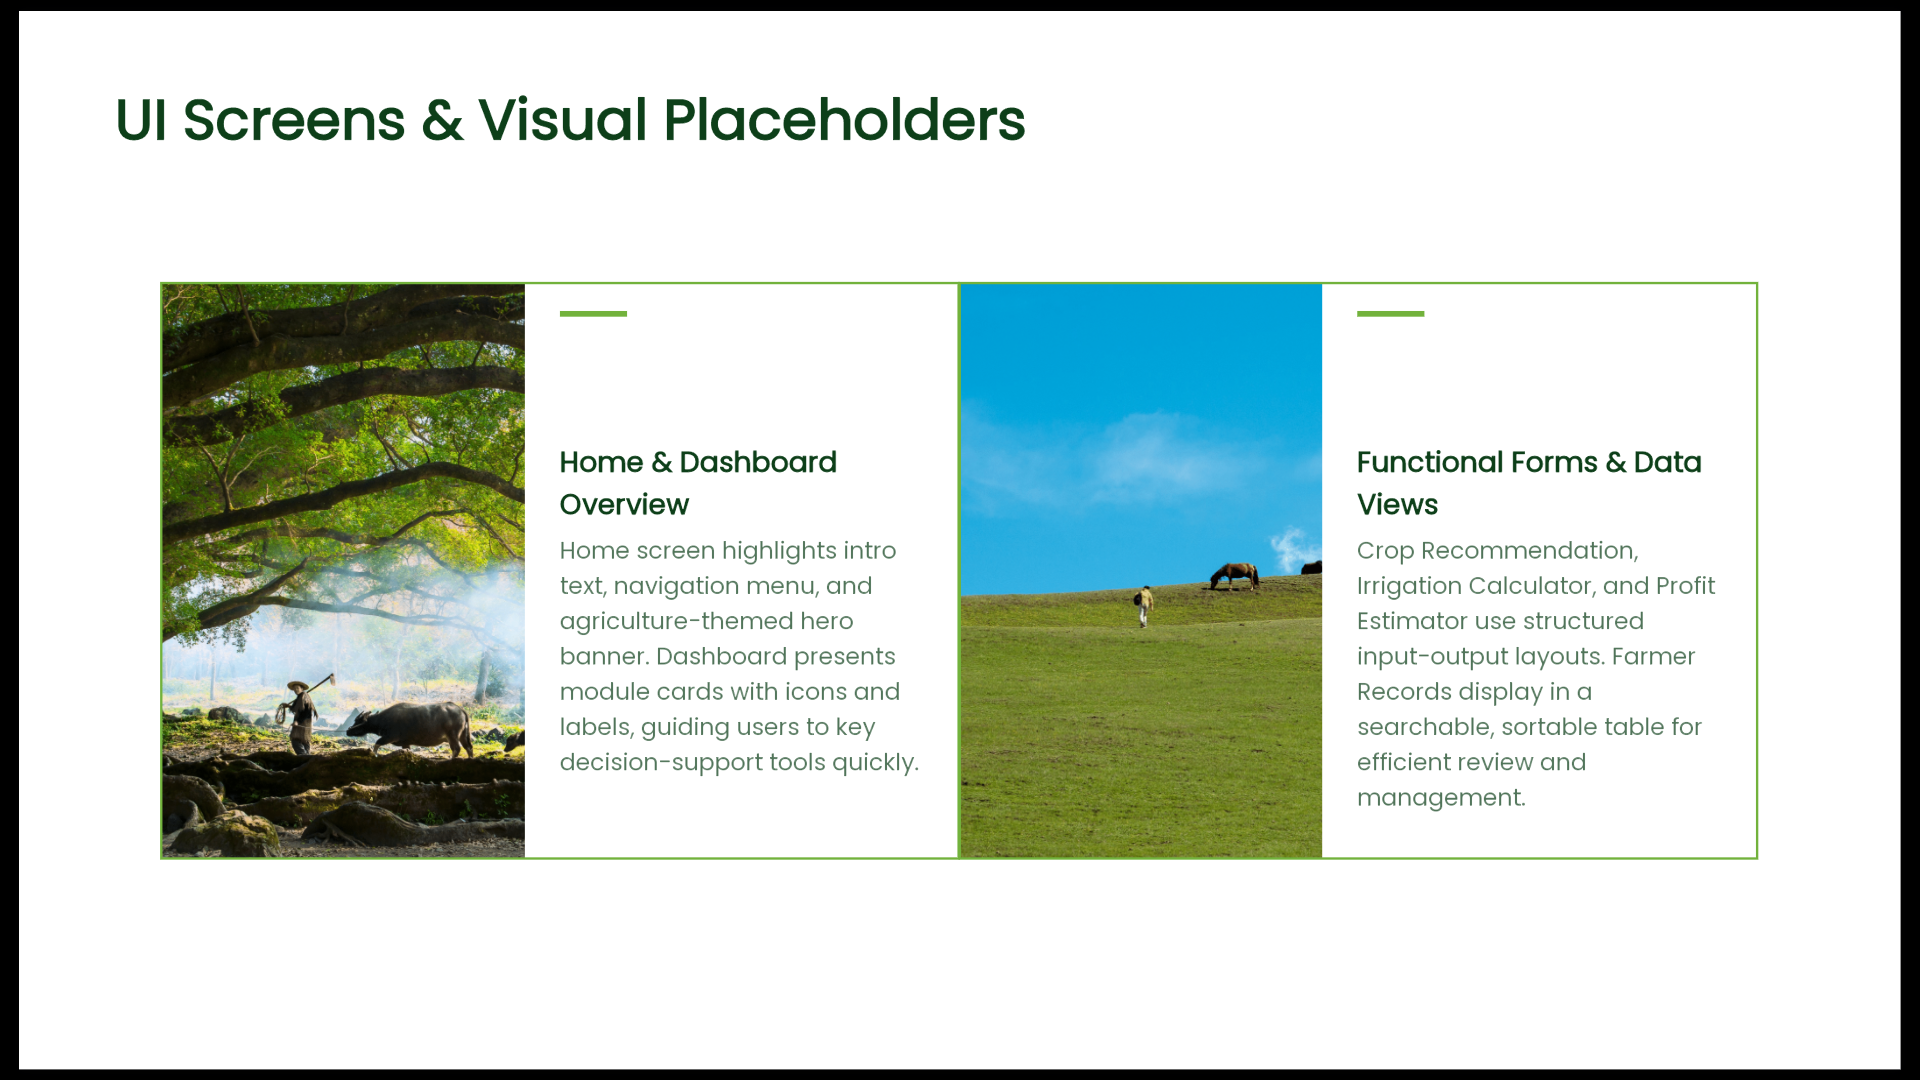 UI Screens & Visual Placeholders
Home & Dashboard
Overview
Home screen highlights intro
text, navigation menu, and
agriculture-themed hero
banner. Dashboard presents
module cards with icons and
labels, guiding users to key
decision-support tools quickly.
Functional Forms & Data
Views
Crop Recommendation,
Irrigation Calculator, and Profit
Estimator use structured
input-output layouts. Farmer
Records display in a
searchable, sortable table for
efficient review and
management.